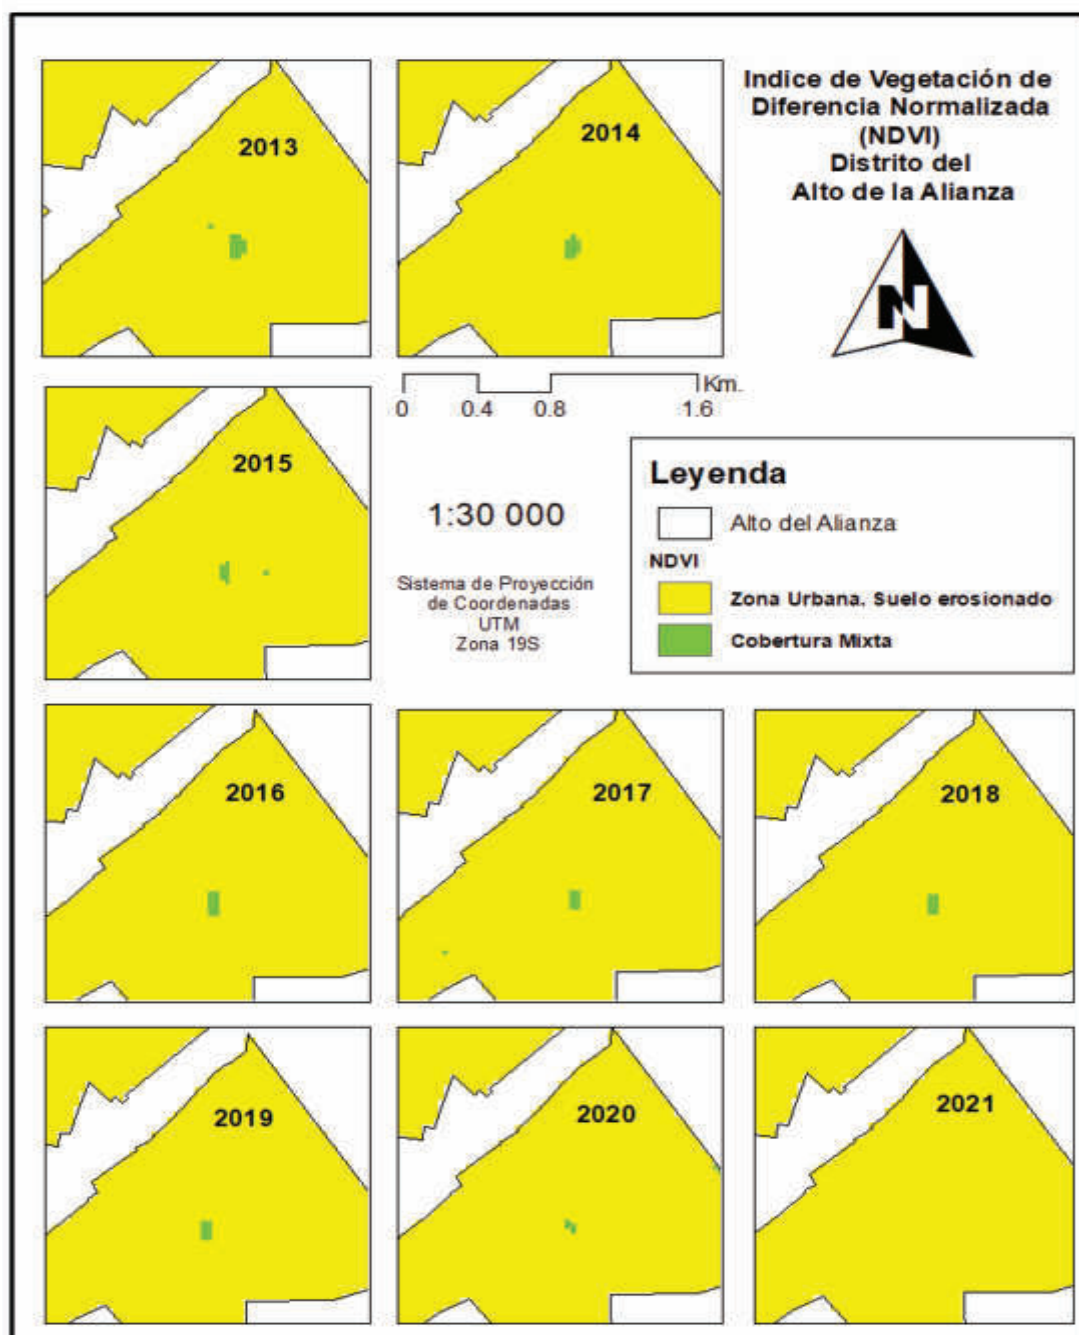 Indice de Vegetación de
Diferencia Normalizada
(NDVI)
Distrito del
Alto de la Alianza
2013
2014
N
Km.
0 0.4 0.8 1.6
2015
1:30 000
Sistema de Proyección
de Coordenadas
UTM
Zona 19S
Leyenda
Alto del Alianza
NDVI
Zona Urbana, Suelo erosionado
Cobertura Mixta
2016
2017
2018
2019
2020
2021